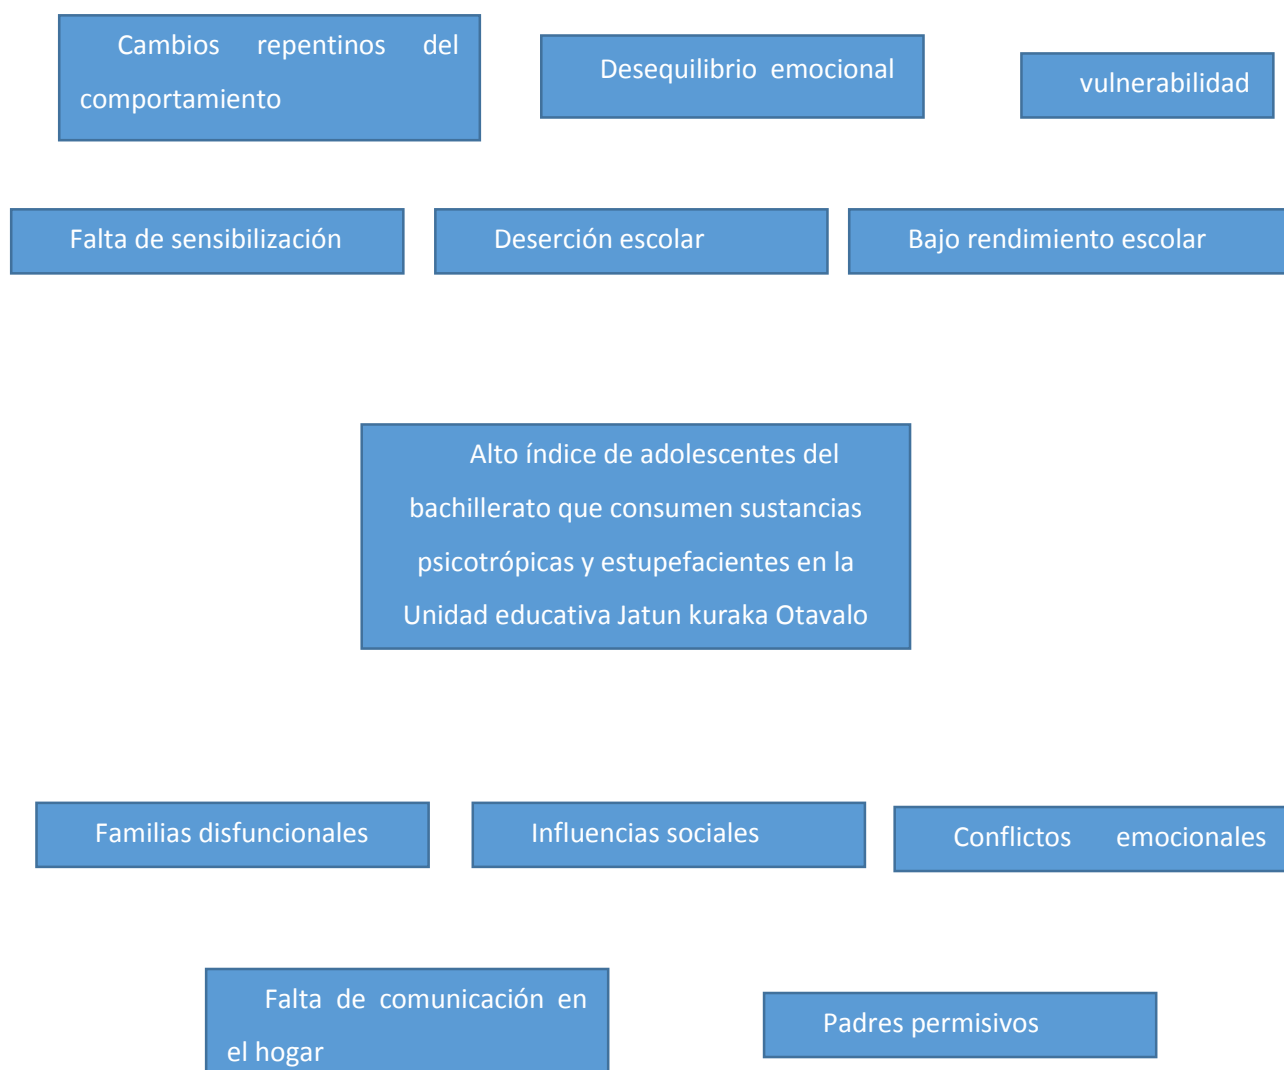 Cambios repentinos del
comportamiento
Desequilibrio emocional
vulnerabilidad
Falta de sensibilización
Deserción escolar
Bajo rendimiento escolar
Alto índice de adolescentes del
bachillerato que consumen sustancias
psicotrópicas y estupefacientes en la
Unidad educativa Jatun kuraka Otavalo
Familias disfuncionales
Influencias sociales
Conflictos emocionales
Falta de comunicación en
el hogar
Padres permisivos